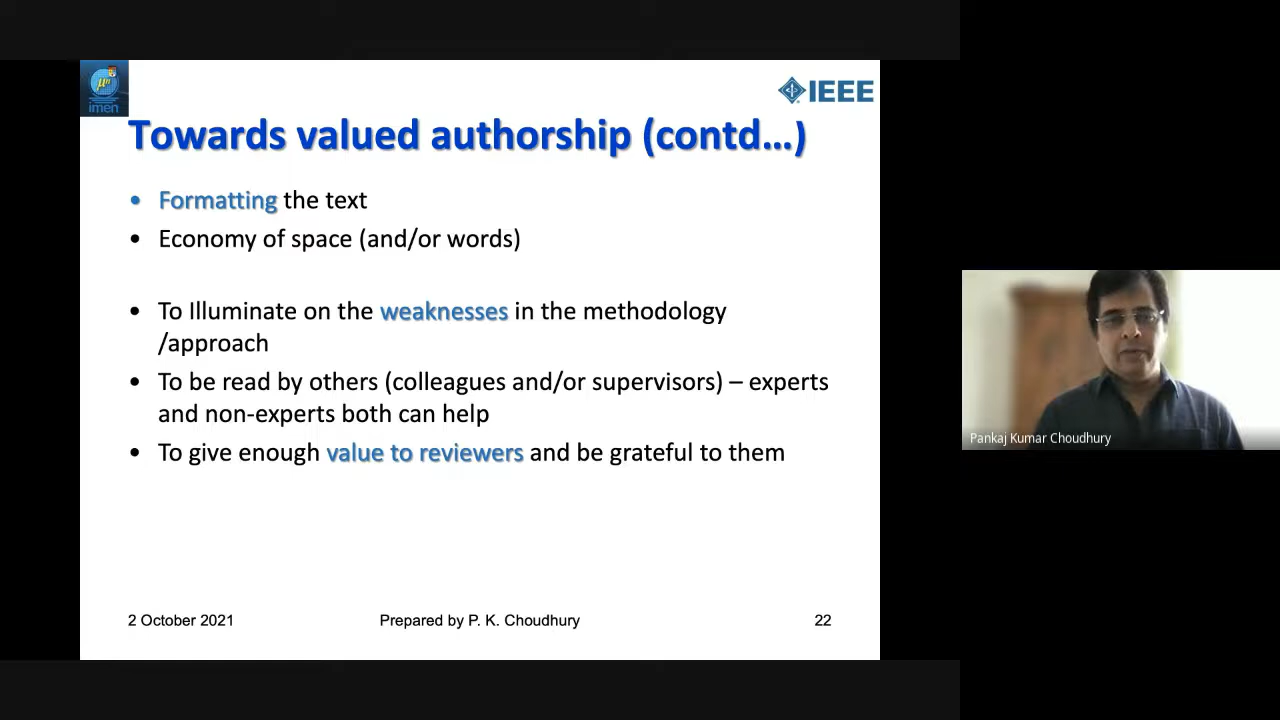 imen
IEEE
Towards valued authorship (contd…)
• Formatting the text
• Economy of space (and/or words)
• To Illuminate on the weaknesses in the methodology
/approach
• To be read by others (colleagues and/or supervisors) – experts
and non-experts both can help
• To give enough value to reviewers and be grateful to them
Pankaj Kumar Choudhury
2 October 2021
Prepared by P. K. Choudhury
22